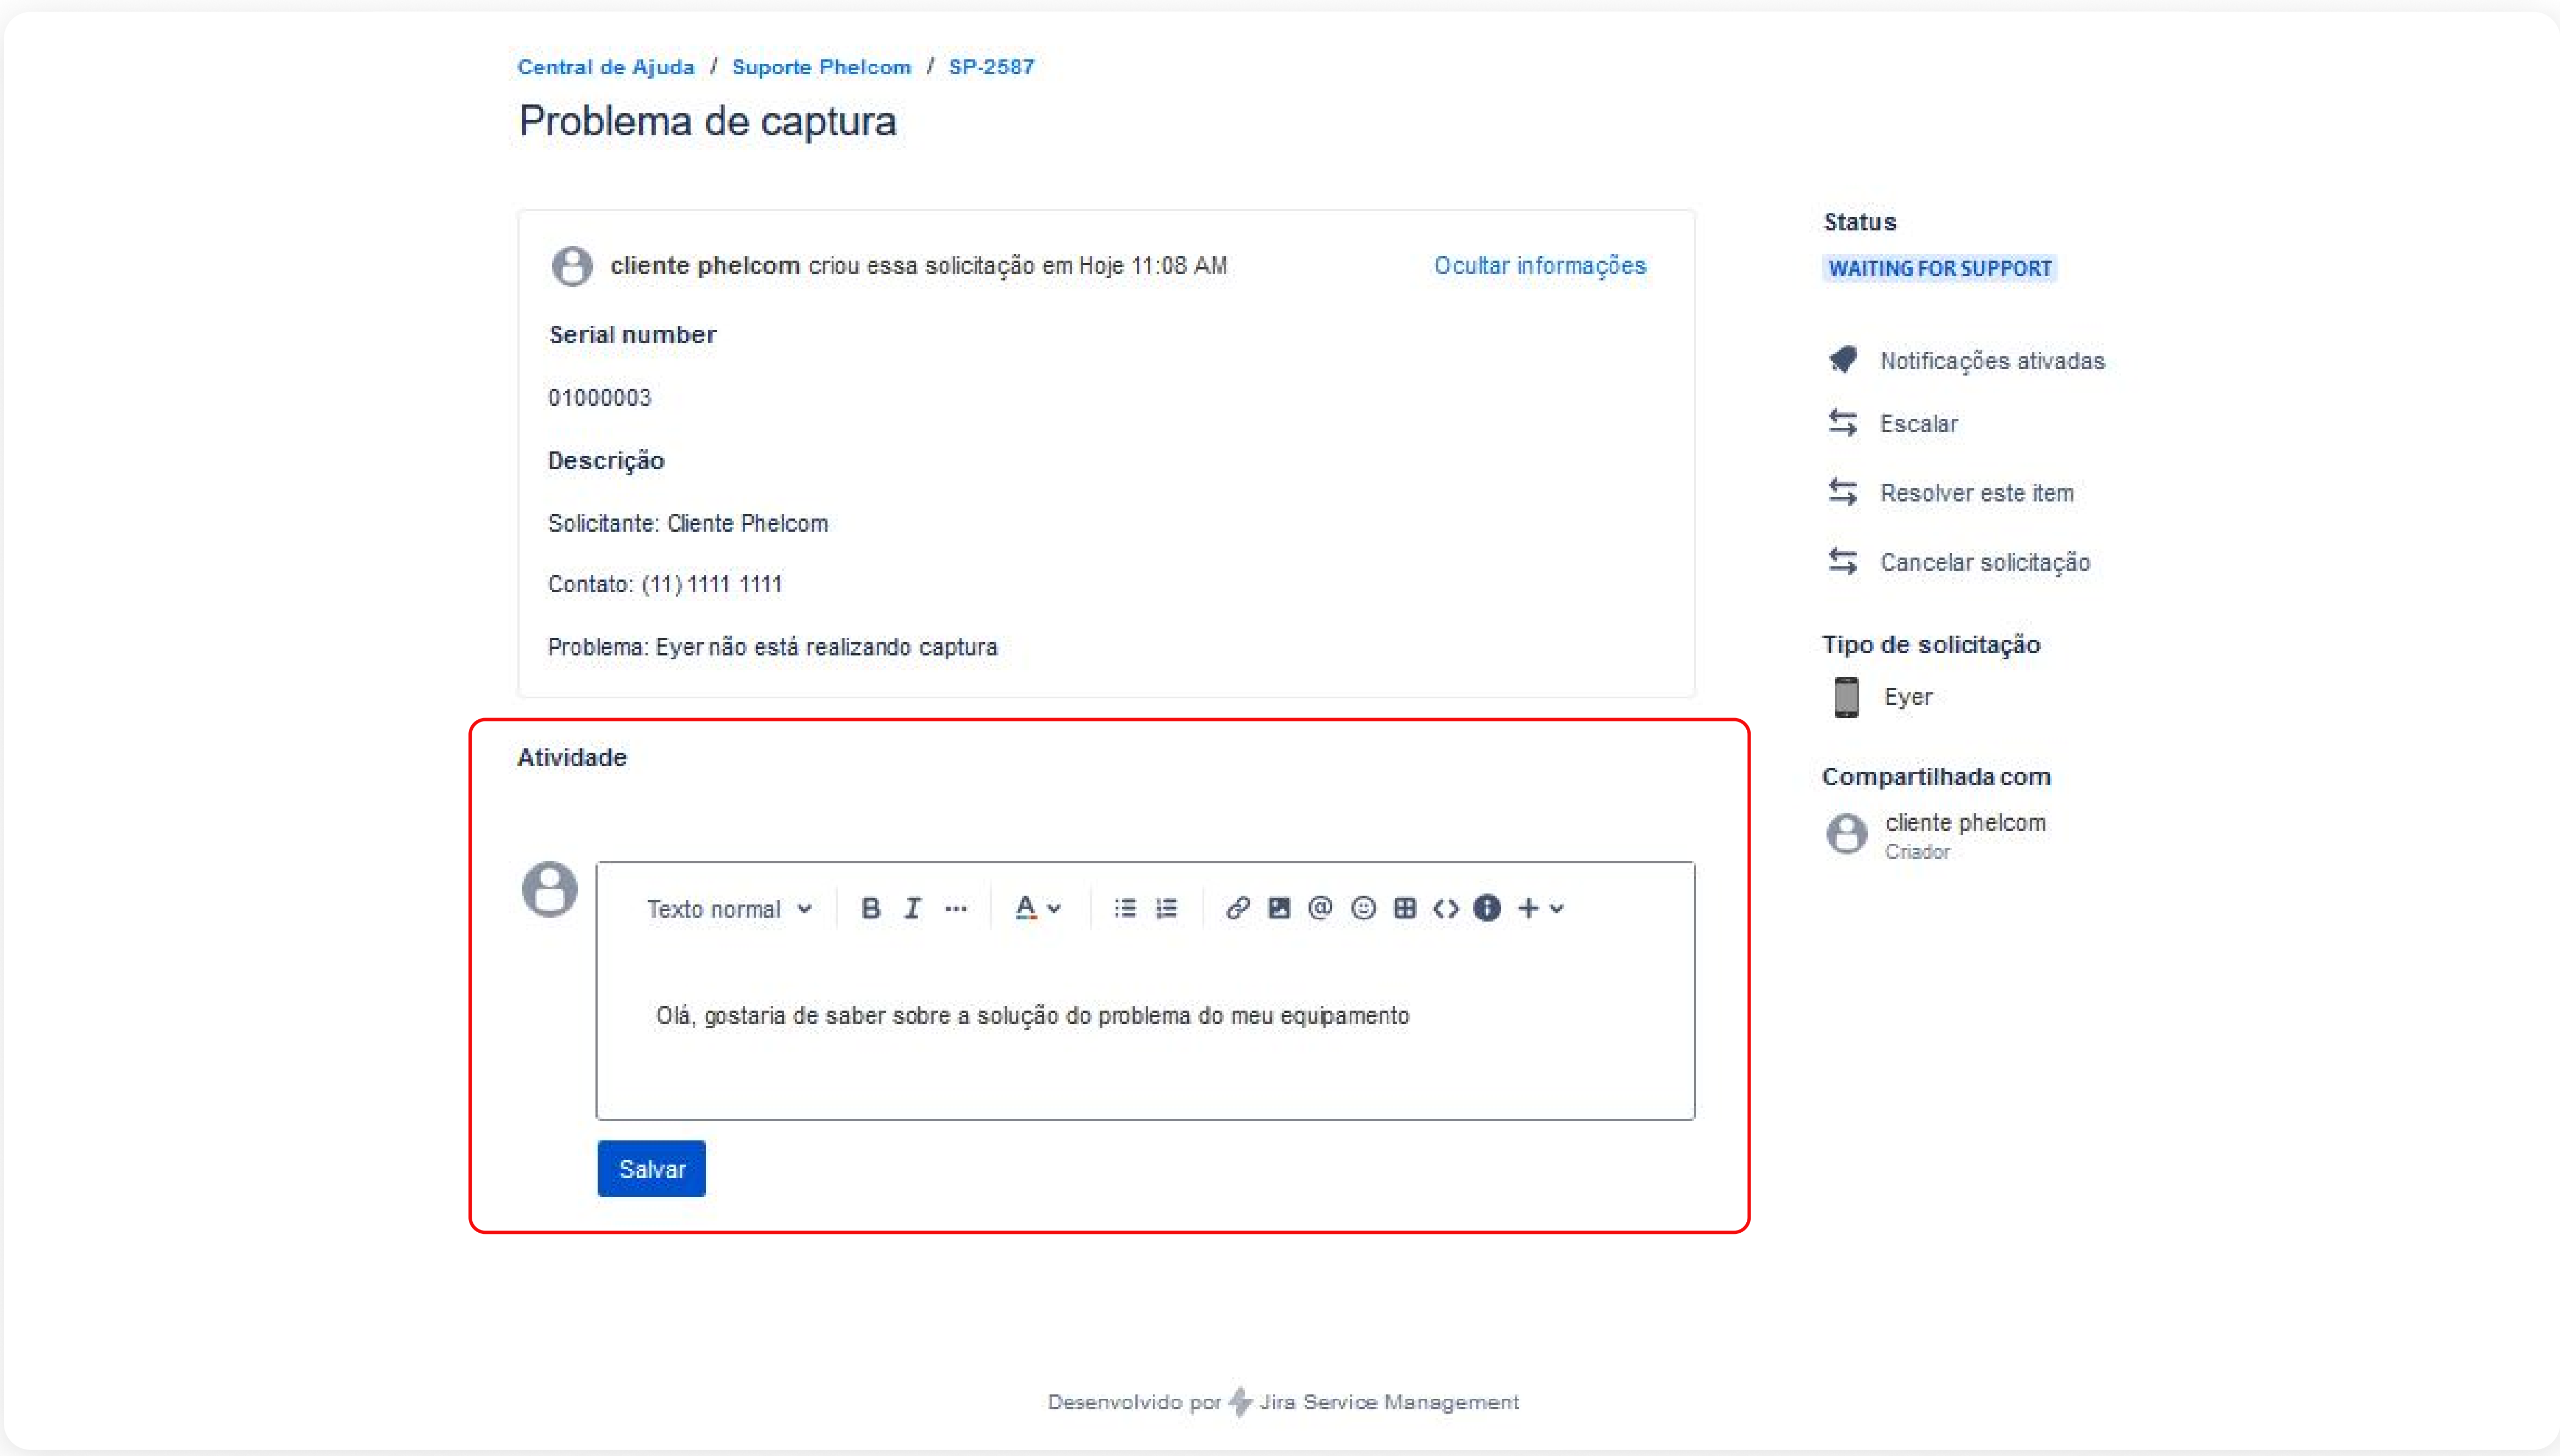 Central de Ajuda / Suporte Phelcom / SP-2587
Problema de captura
cliente phelcom criou essa solicitação em Hoje 11:08 AM
Ocultar informações
Serial number
01000003
Descrição
Solicitante: Cliente Phelcom
Contato: (11) 1111 1111
Problema: Eyer não está realizando captura
Atividade
Texto normal
Olá, gostaria de saber sobre a solução do problema do meu equipamento
Salvar
Status
WAITING FOR SUPPORT
Notificações ativadas
Escalar
Resolver este item
Cancelar solicitação
Tipo de solicitação
Eyer
Compartilhada com
cliente phelcom
Criador
Desenvolvido por Jira Service Management